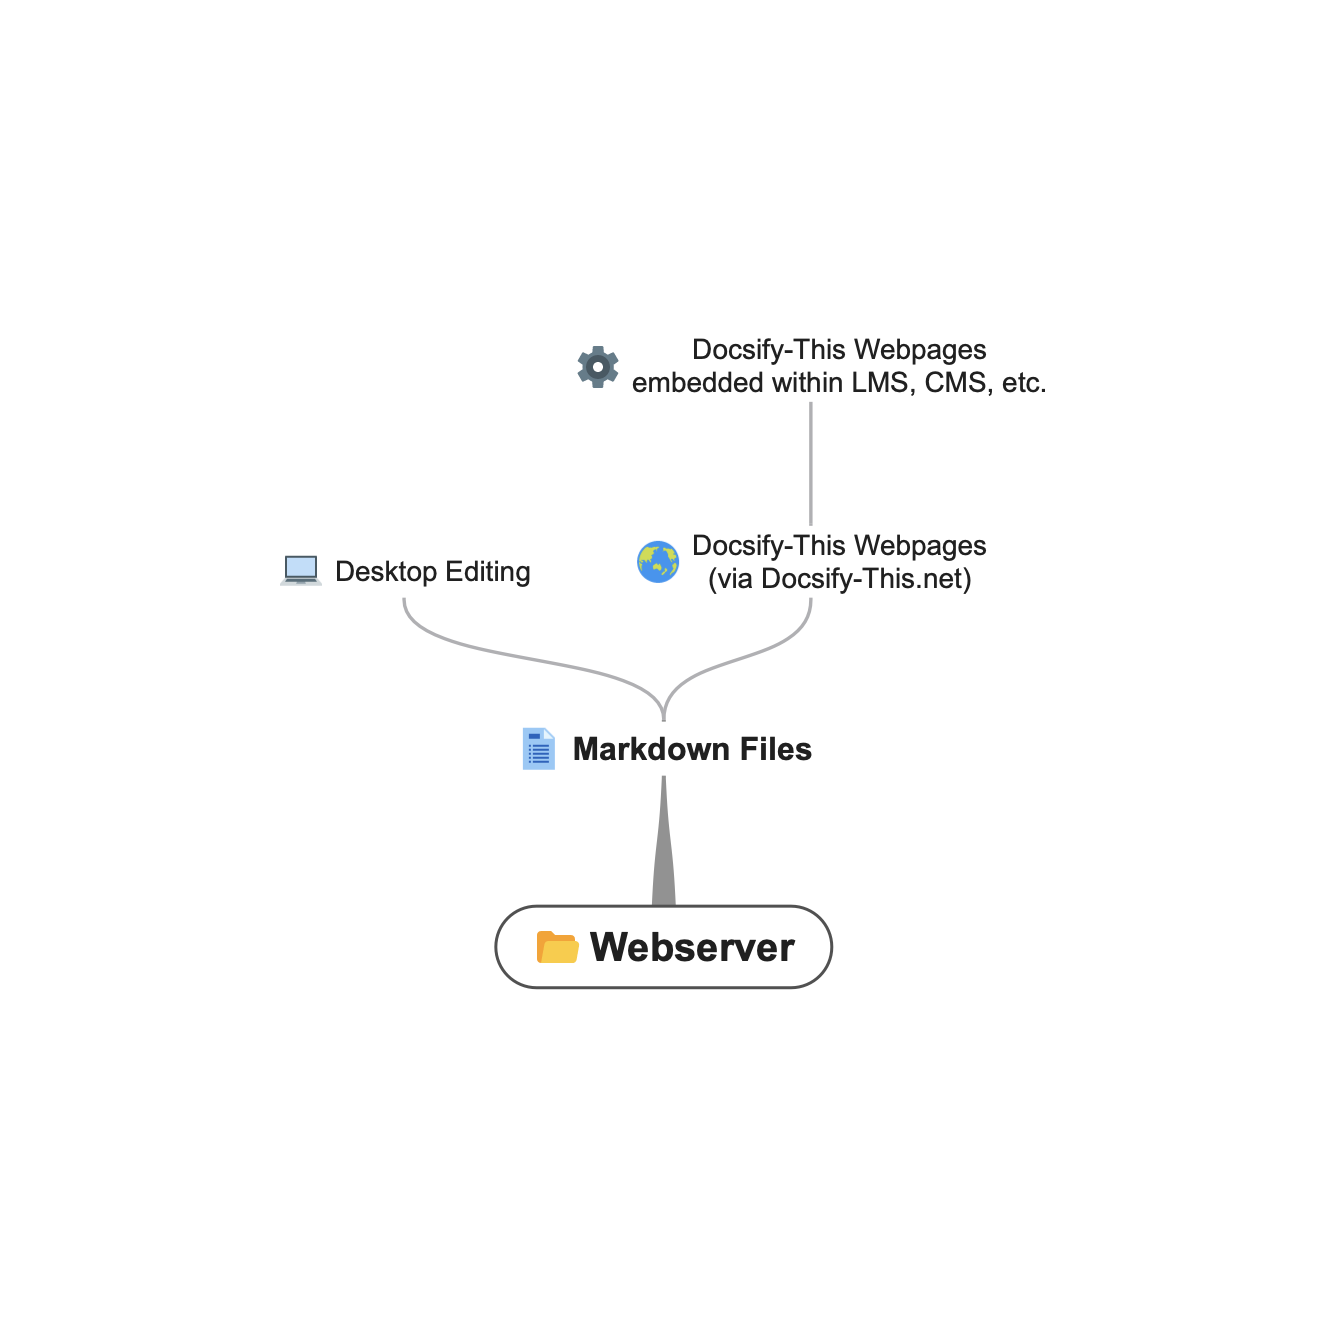 Docsify-This Webpages
embedded within LMS, CMS, etc.
Desktop Editing
Docsify-This Webpages
(via Docsify-This.net)
Markdown Files
Webserver